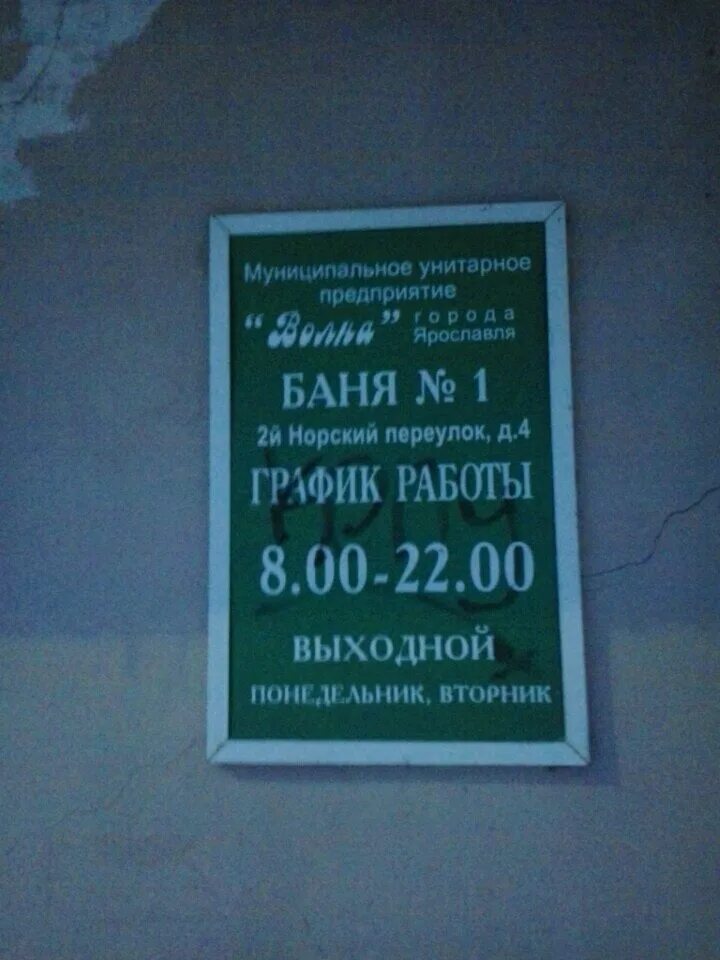 Муниципальное унитарное
предприятие
"Волна" города
Ярославля
БАНЯ № 1
2й Норский переулок, д.4
ГРАФИК РАБОТЫ
8.00-22.00
ВЫХОДНОЙ
ПОНЕДЕЛЬНИК, ВТОРНИК